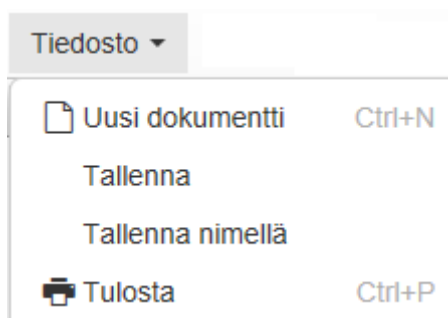 Tiedosto
Uusi dokumentti Ctrl+N
Tallenna
Tallenna nimellä
Tulosta Ctrl+P